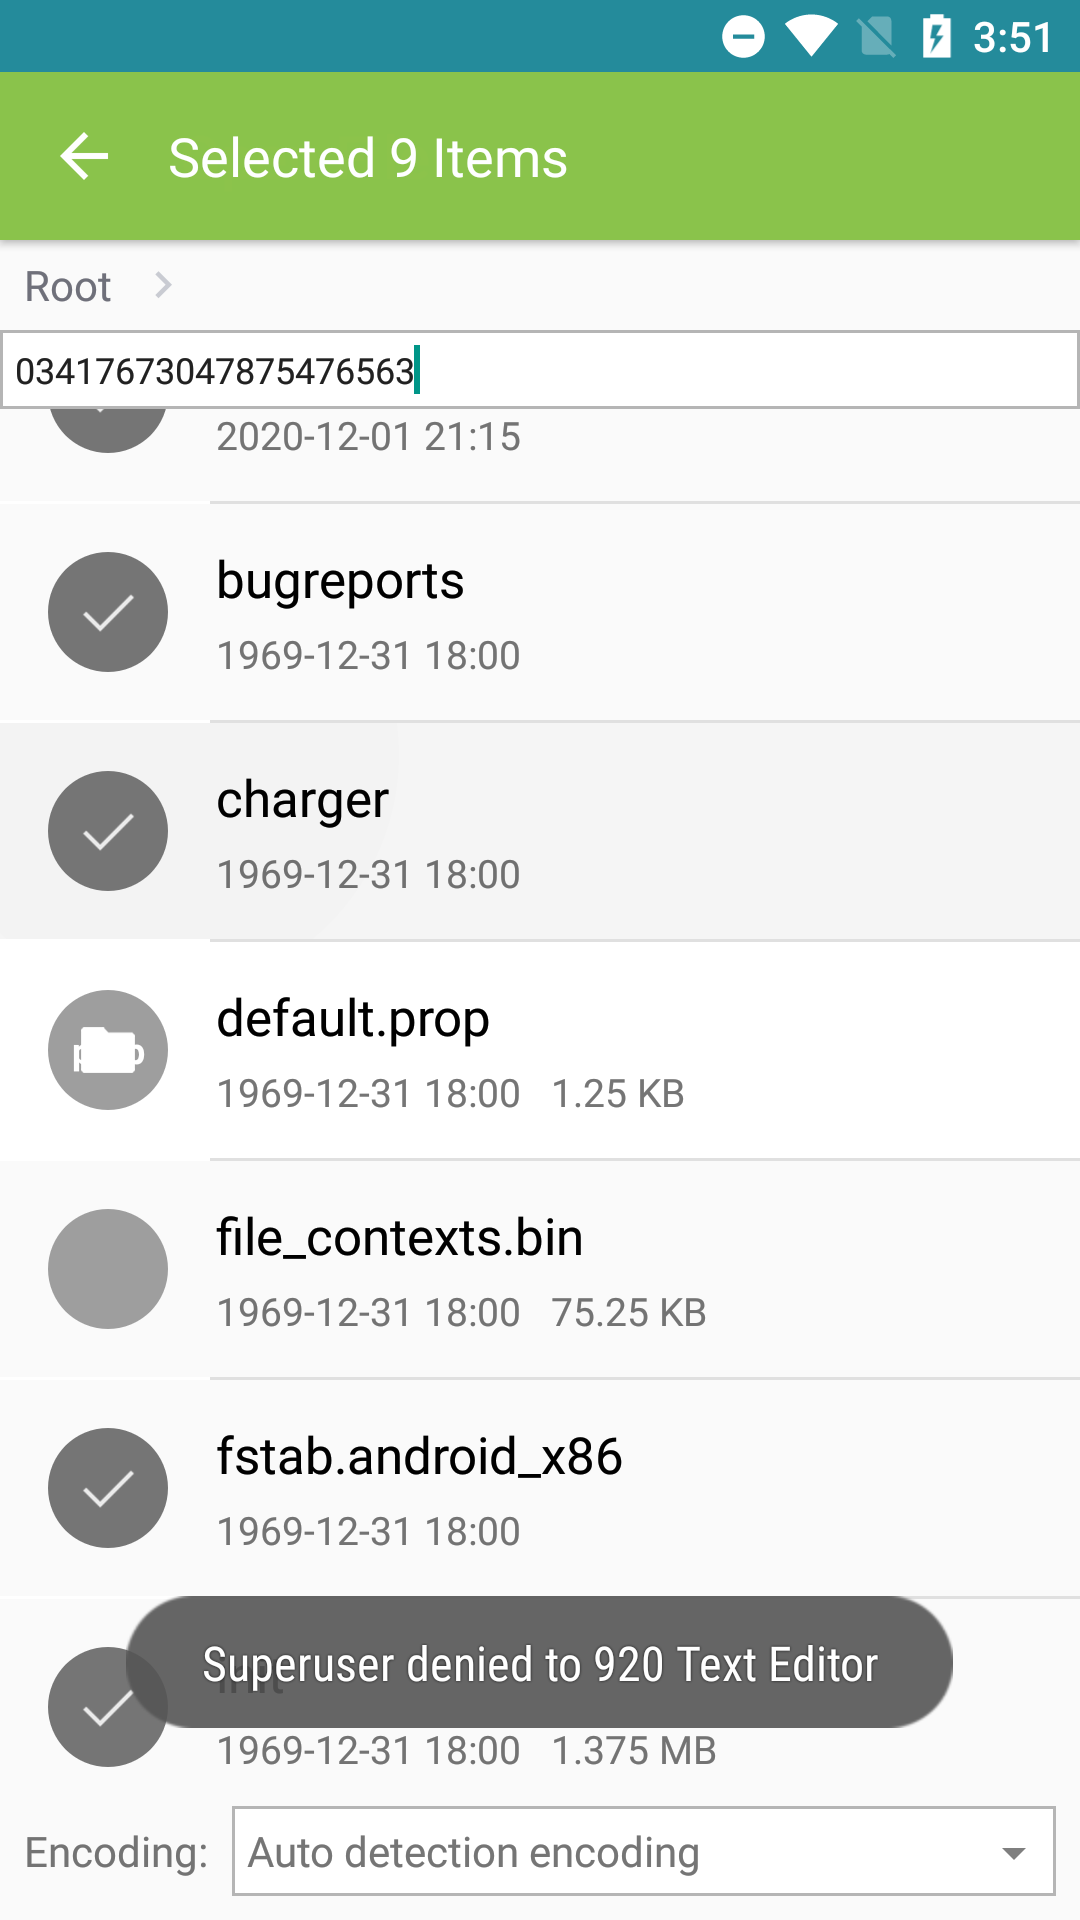 3:51
Selected 9 Items
Root
03417673047875476563
2020-12-01 21:15
bugreports
1969-12-31 18:00
charger
1969-12-31 18:00
default.prop
1969-12-31 18:00 1.25 KB
file_contexts.bin
1969-12-31 18:00 75.25 KB
fstab.android_x86
1969-12-31 18:00
Superuser denied to 920 Text Editor
1969-12-31 18:00 1.375 MB
Encoding: Auto detection encoding